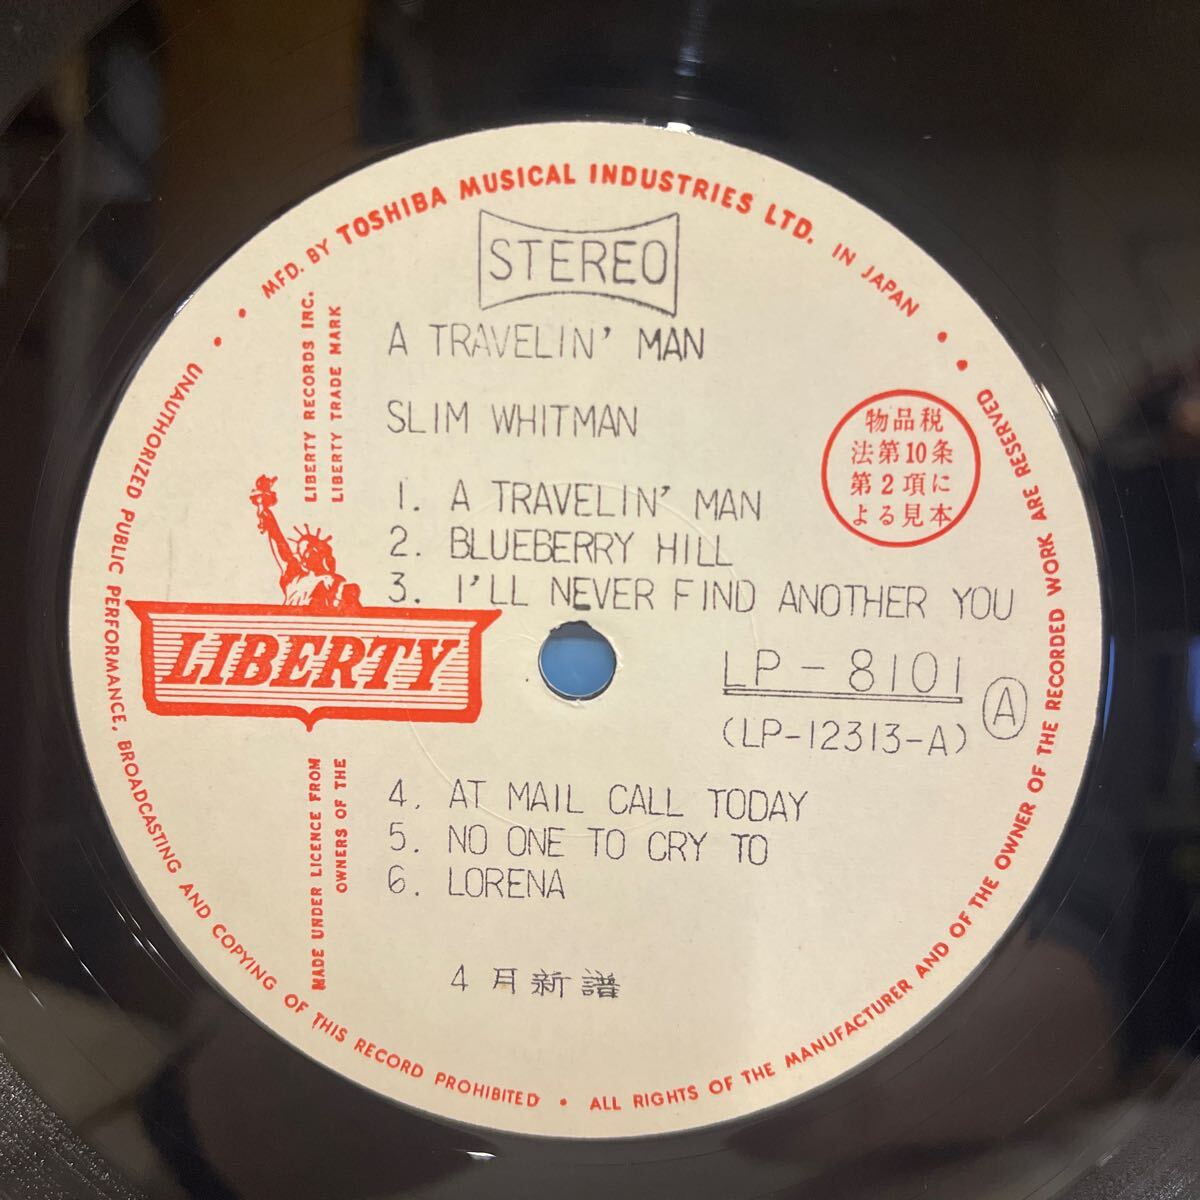 MFD. BY TOSHIBA MUSICAL INDUSTRIES LTD. IN JAPAN
STEREO
A TRAVELIN' MAN
SLIM WHITMAN
1. A TRAVELIN' MAN
2. BLUEBERRY HILL
3. I'LL NEVER FIND ANOTHER YOU
物品税
法第10条
第2項に
よる見本
LIBERTY RECORDS INC.
LIBERTY TRADE MARK
LIBERTY
LP-8101
(LP-12313-A)
A
MADE UNDER LICENCE FROM
OWNERS OF THE
4. AT MAIL CALL TODAY
5. NO ONE TO CRY TO
6. LORENA
4月新譜
UNAUTHORIZED PUBLIC PERFORMANCE, BROADCASTING AND COPYING OF THIS RECORD PROHIBITED • ALL RIGHTS OF THE MANUFACTURER AND OF THE OWNER OF THE RECORDED WORK ARE RESERVED